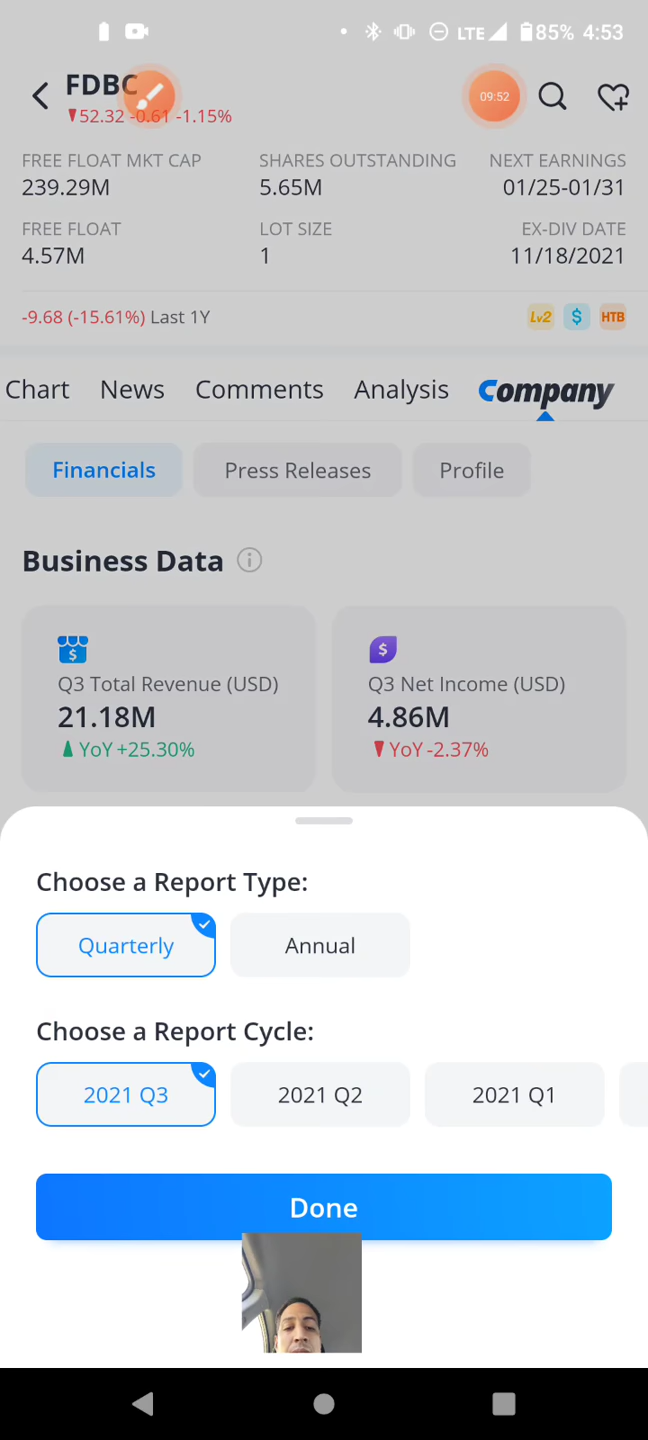 LTE 85% 4:53
FDBC
52.32 -0.61 -1.15%
09:52
FREE FLOAT MKT CAP SHARES OUTSTANDING NEXT EARNINGS
239.29M 5.65M 01/25-01/31
FREE FLOAT LOT SIZE EX-DIV DATE
4.57M 1 11/18/2021
-9.68 (-15.61%) Last 1Y Lv2 $ HTB
Chart News Comments Analysis Company
Financials Press Releases Profile
Business Data
$ $
Q3 Total Revenue (USD) Q3 Net Income (USD)
21.18M 4.86M
YoY +25.30% YoY -2.37%
Choose a Report Type:
Quarterly Annual
Choose a Report Cycle:
2021 Q3 2021 Q2 2021 Q1
Done